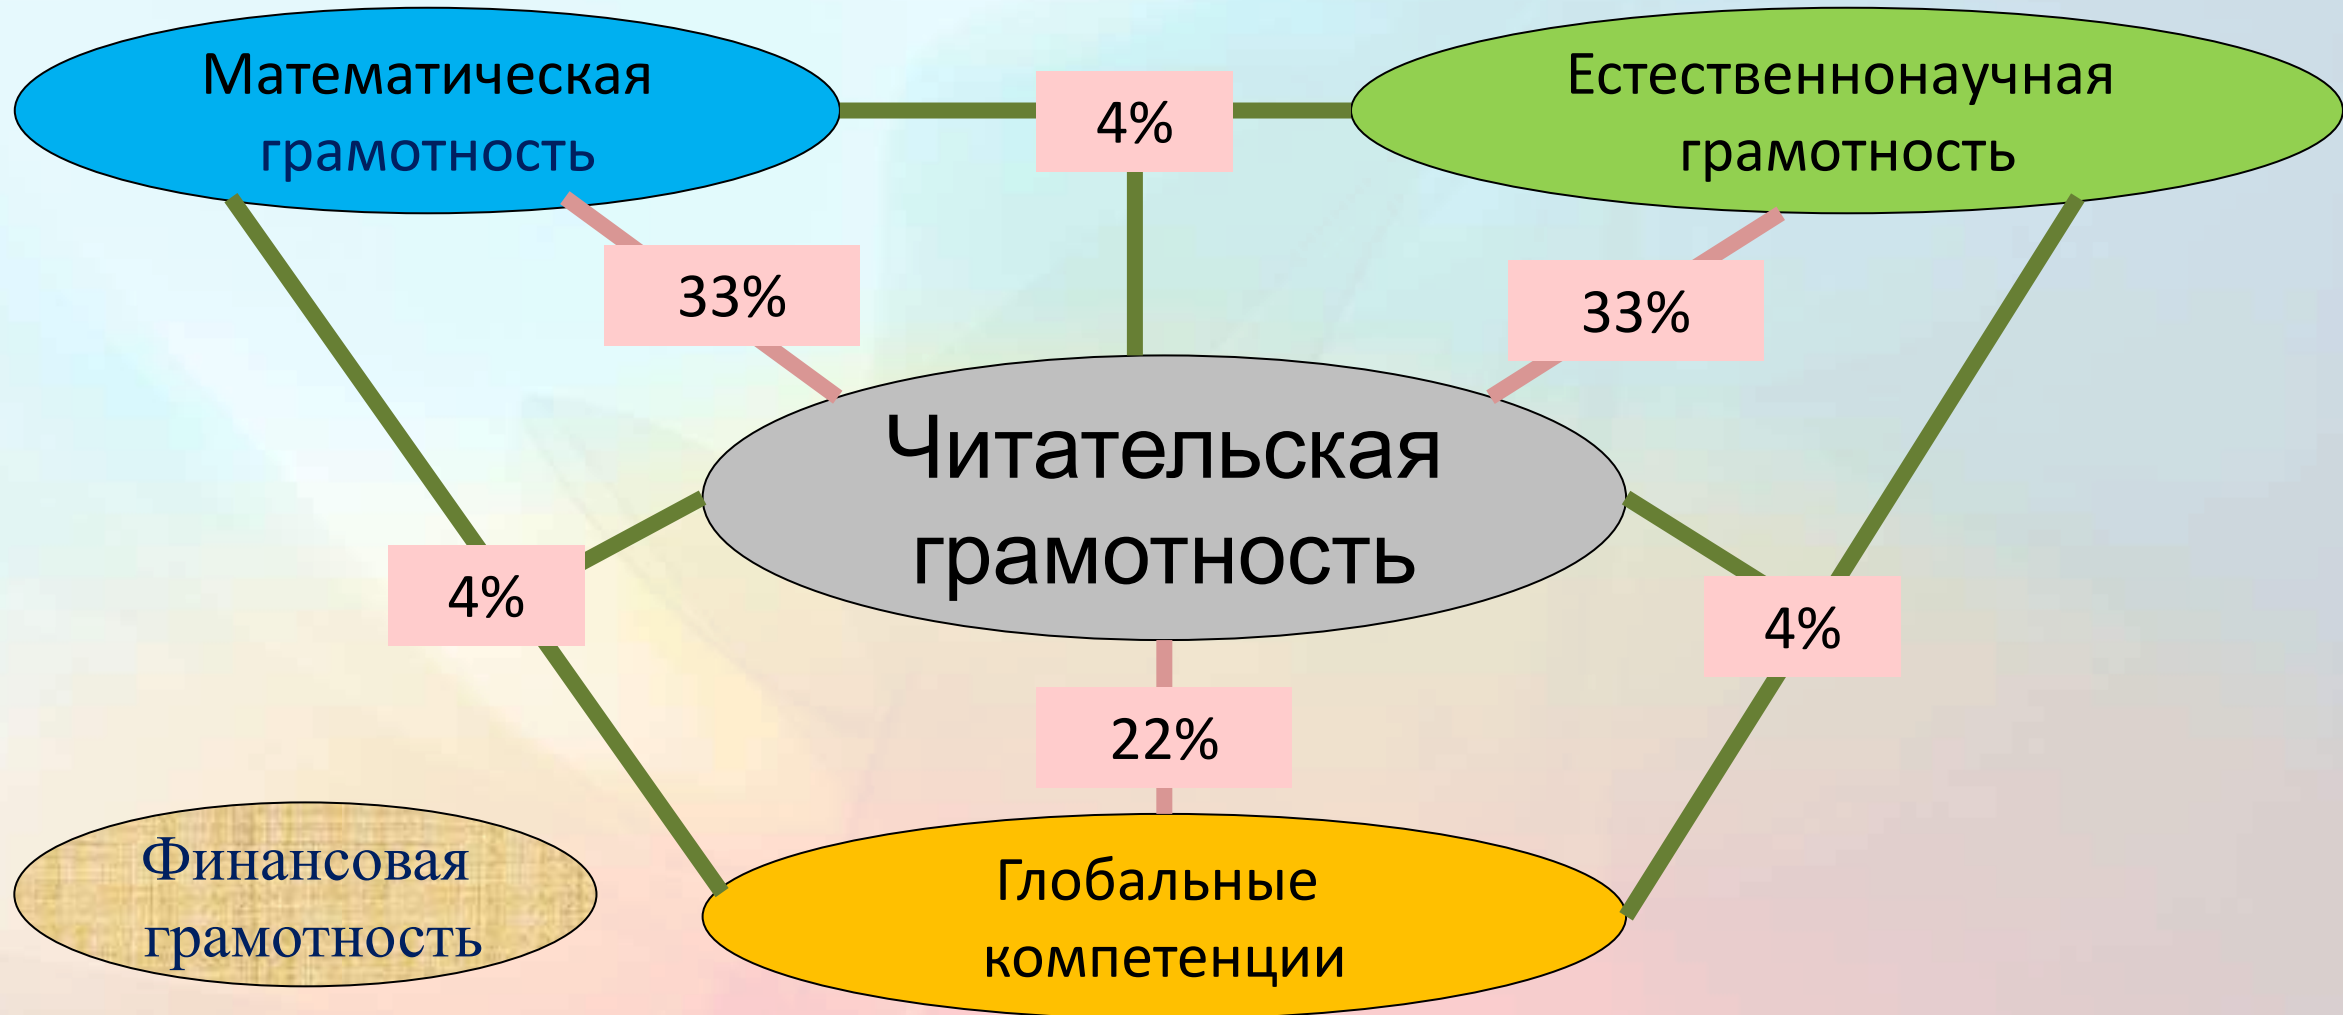 Математическая
грамотность
4%
Естественнонаучная
грамотность
33%
33%
Читательская
грамотность
4%
4%
22%
Финансовая
грамотность
Глобальные
компетенции